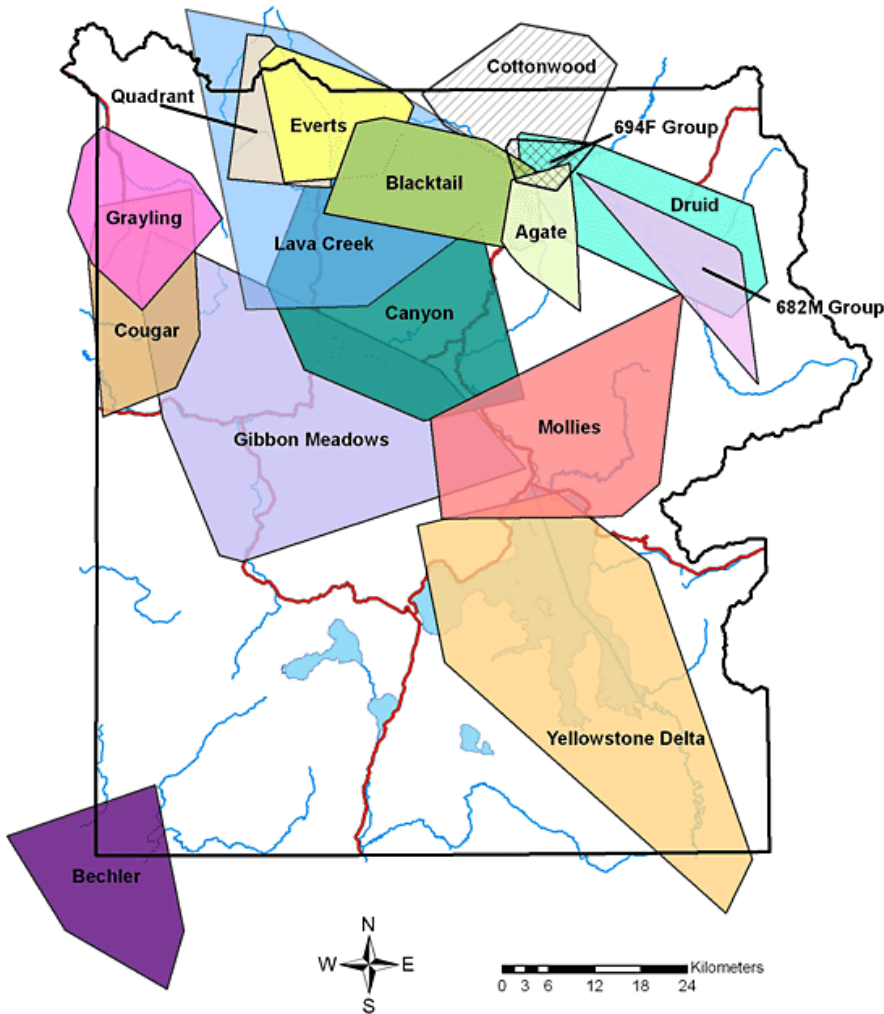 Cottonwood
Quadrant
Everts
694F Group
Blacktail
Druid
Grayling
Agate
Lava Creek
682M Group
Canyon
Cougar
Mollies
Gibbon Meadows
Yellowstone Delta
Bechler
N
W E
S
Kilometers
0 3 6 12 18 24